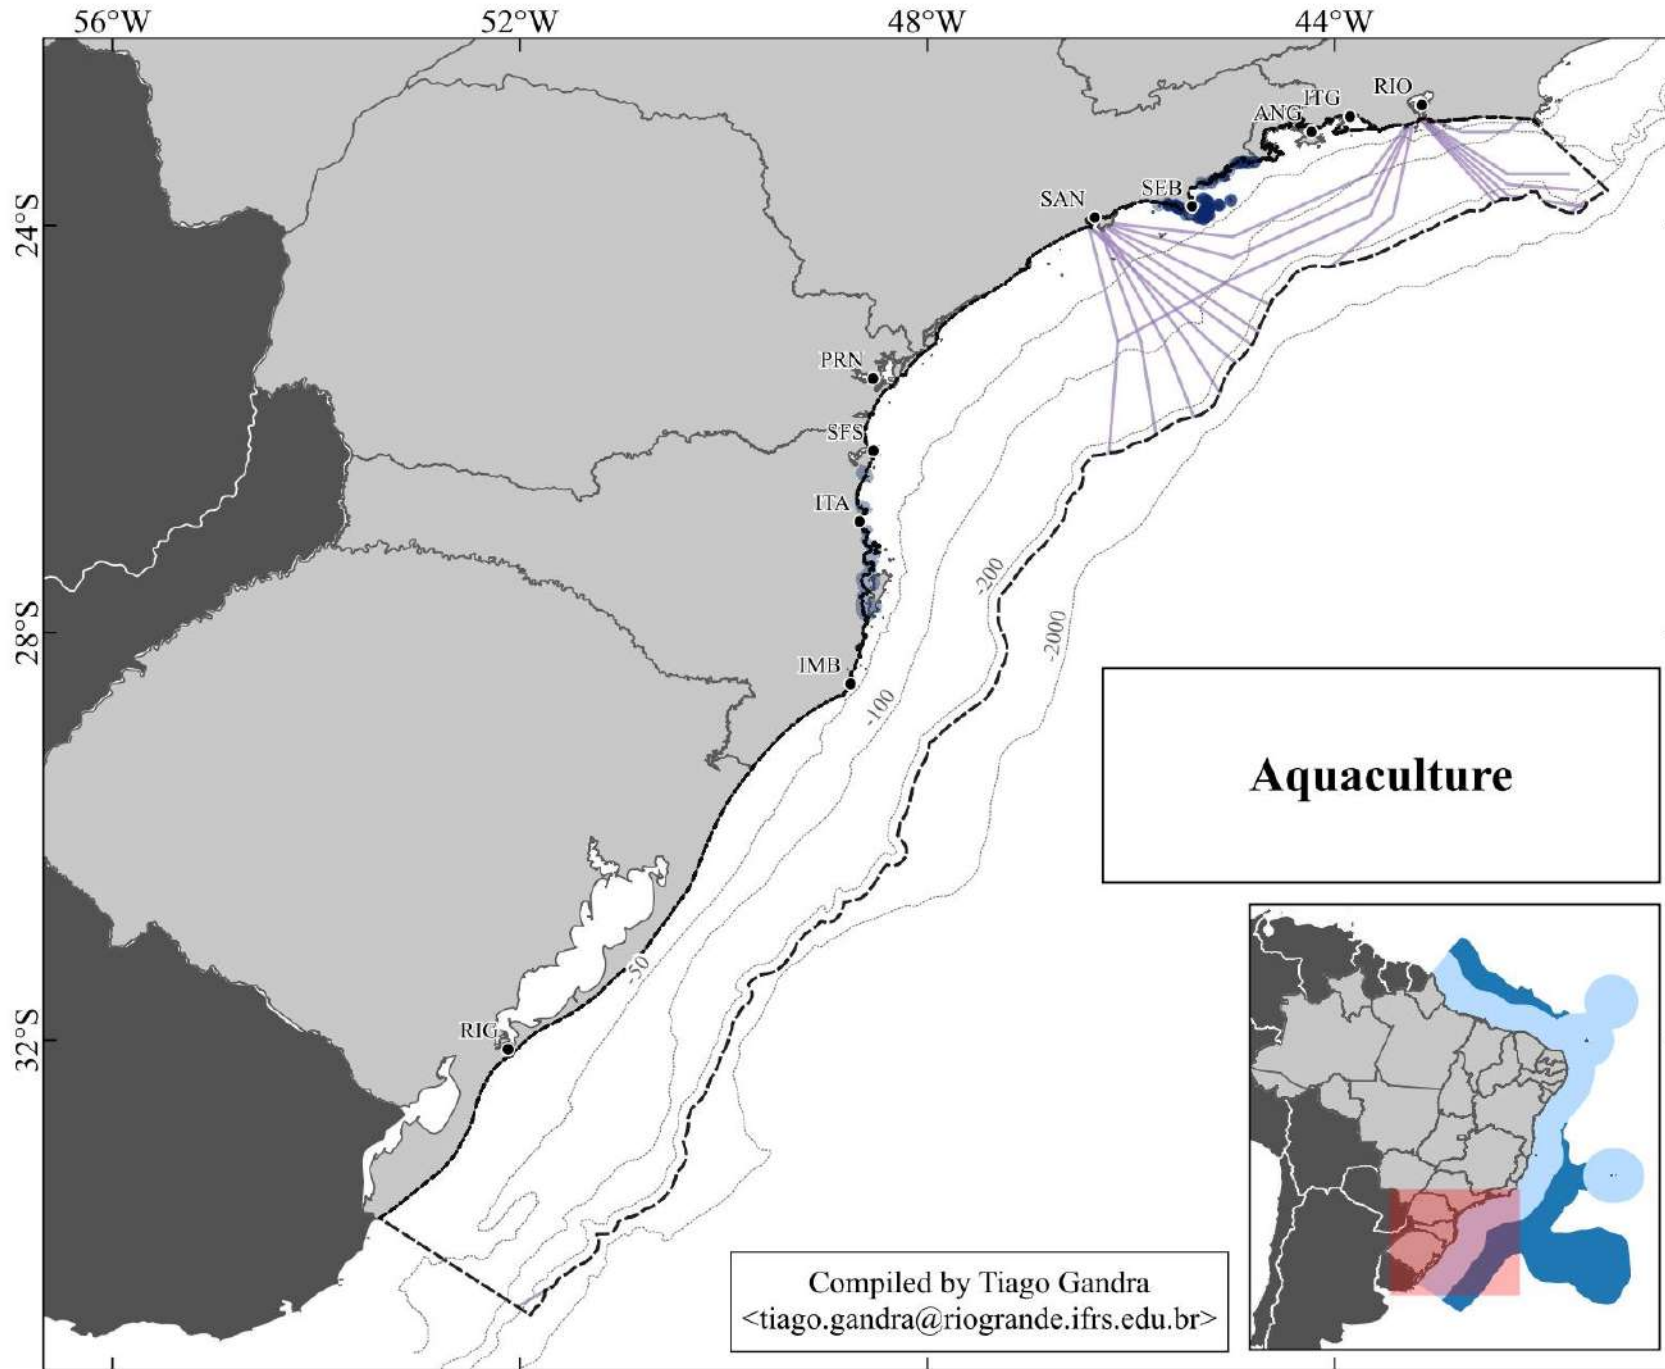 56°W
52°W
48°W
44°W
RIO
ITG
ANG
SEB
SAN
24°S
PRN
SFS
ITA
-200
28°S
-2000
IMB
-100
Aquaculture
-50
RIG
32°S
Compiled by Tiago Gandra
<tiago.gandra@riogrande.ifrs.edu.br>